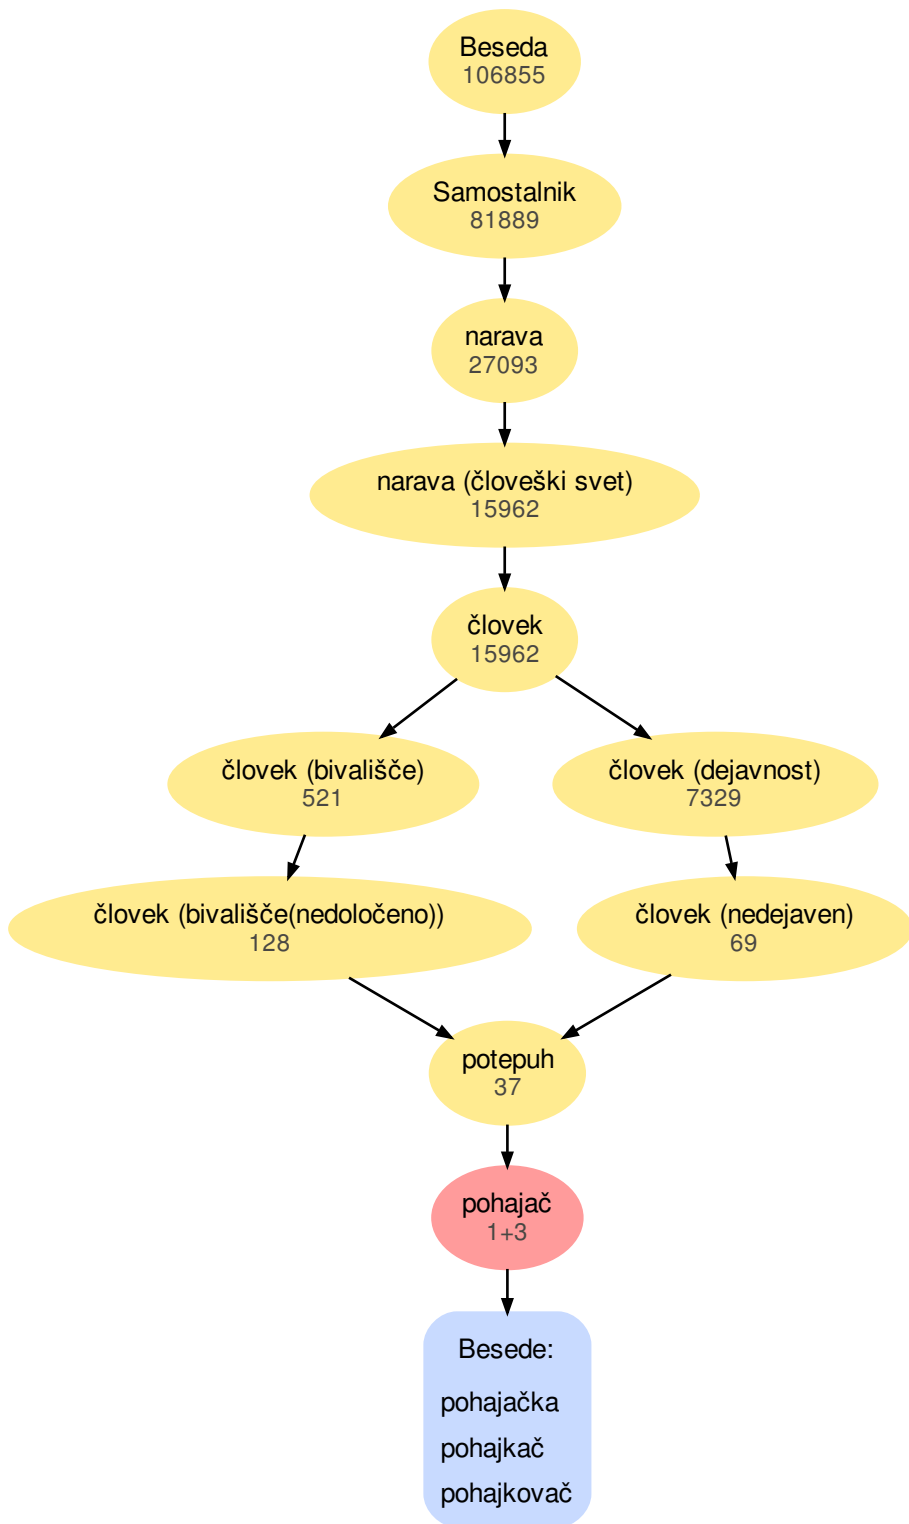 Beseda
106855
Samostalnik
81889
narava
27093
narava (človeški svet)
15962
človek
15962
človek (bivališče)
521
človek (dejavnost)
7329
človek (bivališče(nedoločeno))
128
človek (nedejaven)
69
potepuh
37
pohajač
1+3
Besede:
pohajačka
pohajkač
pohajkovač